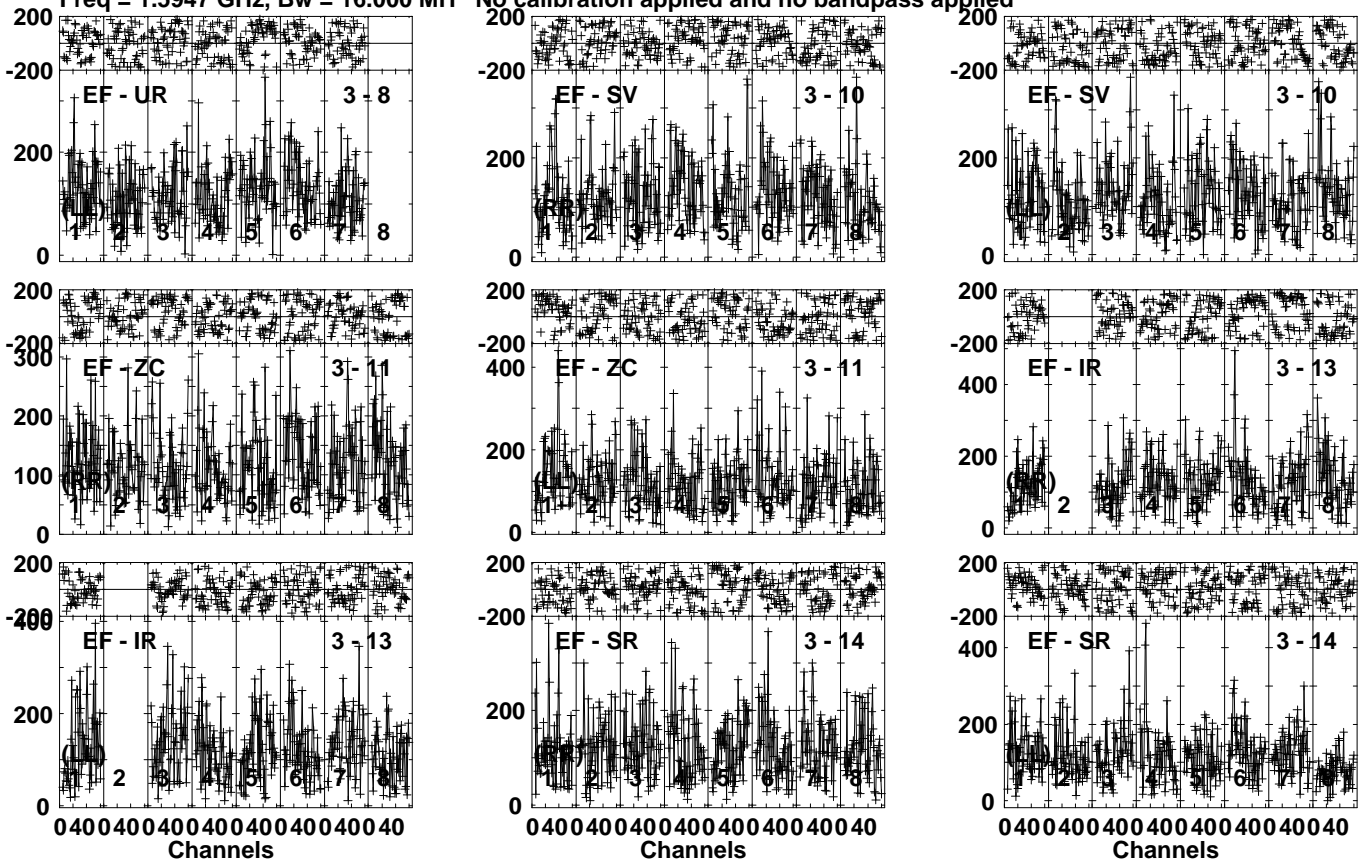 Freq = 1.5947 GHz, Bw = 16.000 MH No calibration applied and no bandpass applied
200 200 200
-200 -200 -200
EF - UR 3 - 8 EF - SV 3 - 10 EF - SV 3 - 10
200 200 200
(LL) (RR) (LL)
1 2 3 4 5 6 7 8 1 2 3 4 5 6 7 8 1 2 3 4 5 6 7 8
0 0 0
200 200 200
-200 -200 -200
300 400 400
EF - ZC 3 - 11 EF - ZC 3 - 11 EF - IR 3 - 13
200 200 200
100
(RR) (LL) (RR)
1 2 3 4 5 6 7 8 1 2 3 4 5 6 7 8 1 2 3 4 5 6 7 8
0 0 0
200 200 200
-200 -200 -200
400 400 400
EF - IR 3 - 13 EF - SR 3 - 14 EF - SR 3 - 14
200 200 200
(LL) (RR) (LL)
1 2 3 4 5 6 7 8 1 2 3 4 5 6 7 8 1 2 3 4 5 6 7 8
0 0 0
0 40 0 40 0 40 0 40 0 40 0 40 0 40 0 40 0 40 0 40 0 40 0 40 0 40 0 40 0 40 0 40 0 40 0 40 0 40 0 40 0 40 0 40 0 40 0 40
Channels Channels Channels